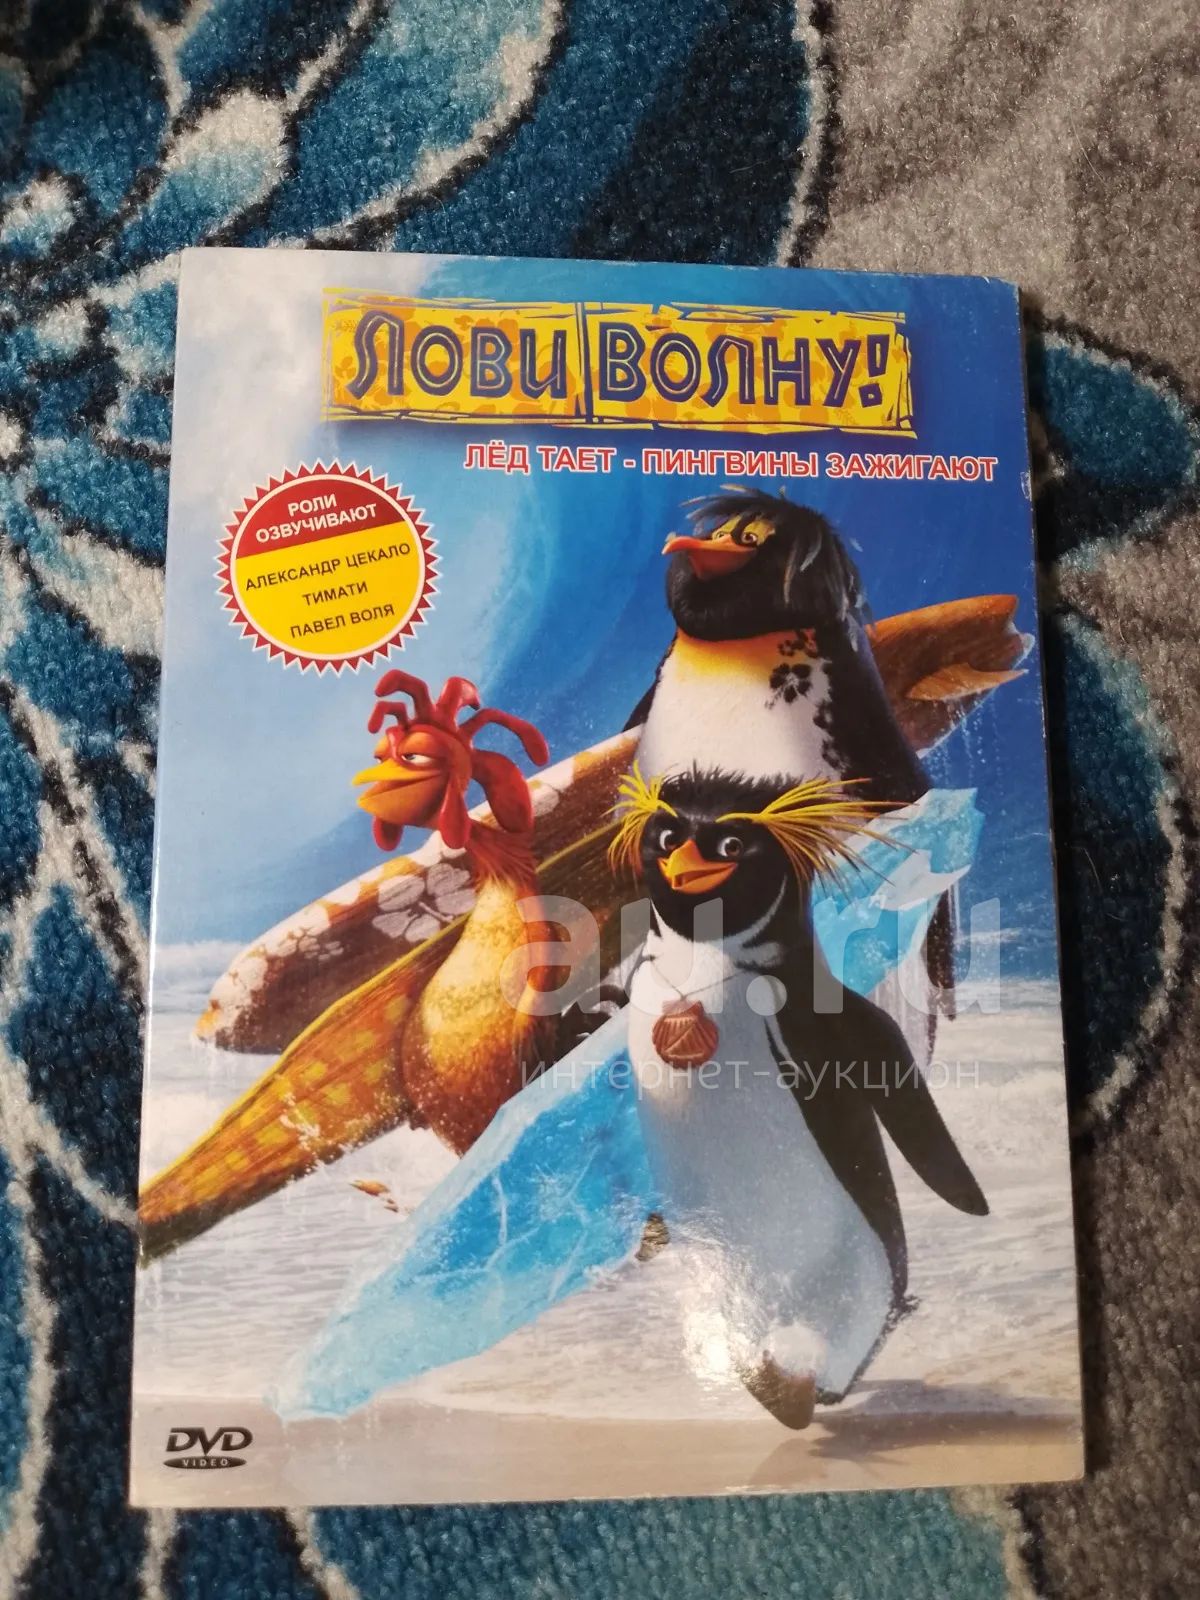 ЛОВИ ВОЛНУ!
ЛЁД ТАЕТ - ПИНГВИНЫ ЗАЖИГАЮТ
РОЛИ
ОЗВУЧИВАЮТ
АЛЕКСАНДР ЦЕКАЛО
ТИМАТИ
ПАВЕЛ ВОЛЯ
au.ru
интернет-аукцион
DVD
VIDEO